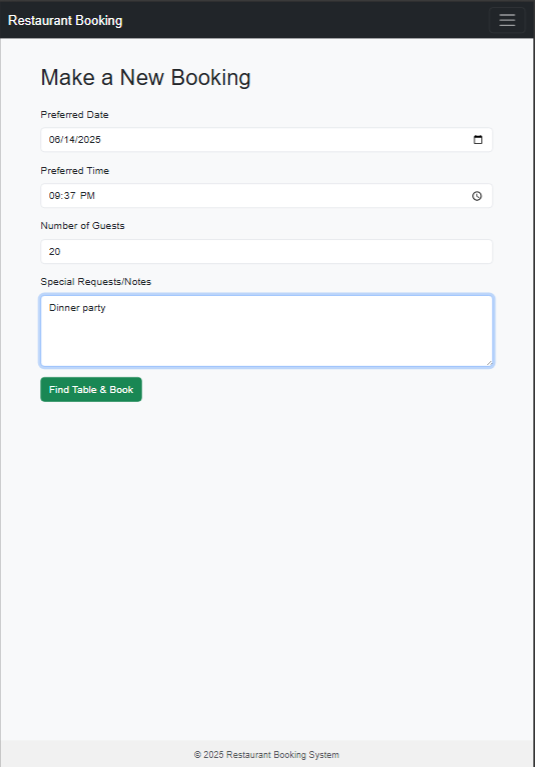 Restaurant Booking
Make a New Booking
Preferred Date
06/14/2025
Preferred Time
09:37 PM
Number of Guests
20
Special Requests/Notes
Dinner party
Find Table & Book
© 2025 Restaurant Booking System